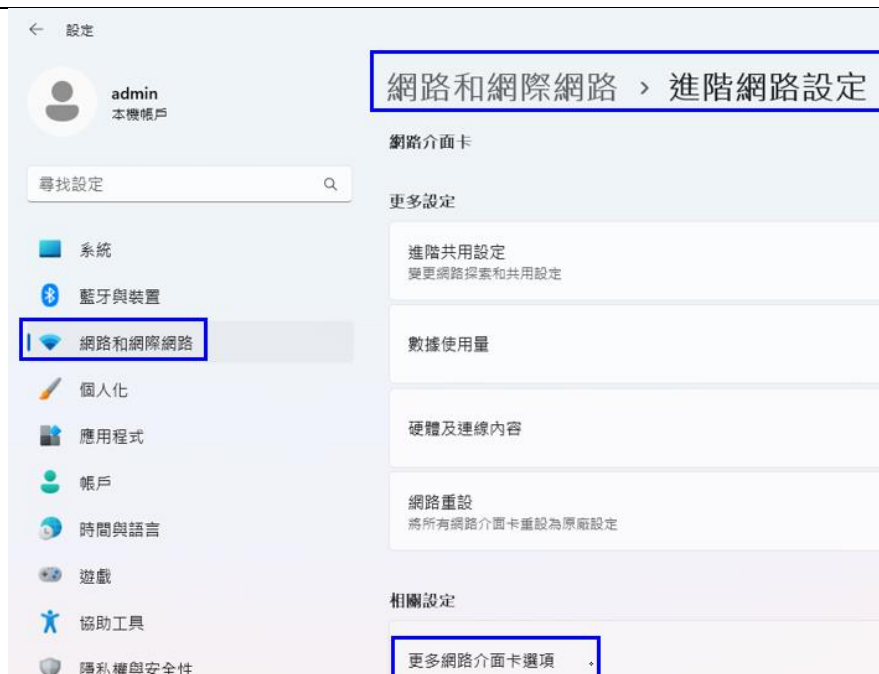 設定
admin
本機帳戶
尋找設定
系統
藍牙與裝置
網路和網際網路
個人化
應用程式
帳戶
時間與語言
遊戲
協助工具
隱私權與安全性
網路和網際網路 › 進階網路設定
網路介面卡
更多設定
進階共用設定
變更網路探索和共用設定
數據使用量
硬體及連線內容
網路重設
將所有網路介面卡重設為原廠設定
相關設定
更多網路介面卡選項